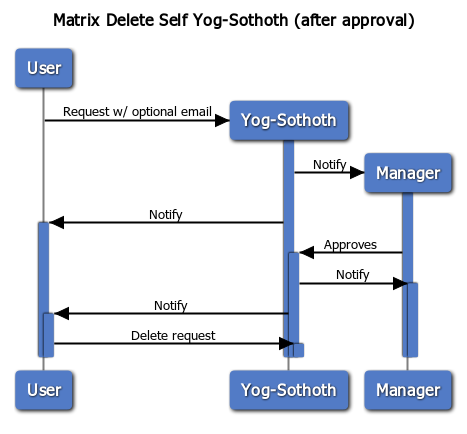 Matrix Delete Self Yog-Sothoth (after approval)
User
Request w/ optional email
Yog-Sothoth
Notify
Manager
Notify
Approves
Notify
Notify
Delete request
User
Yog-Sothoth
Manager